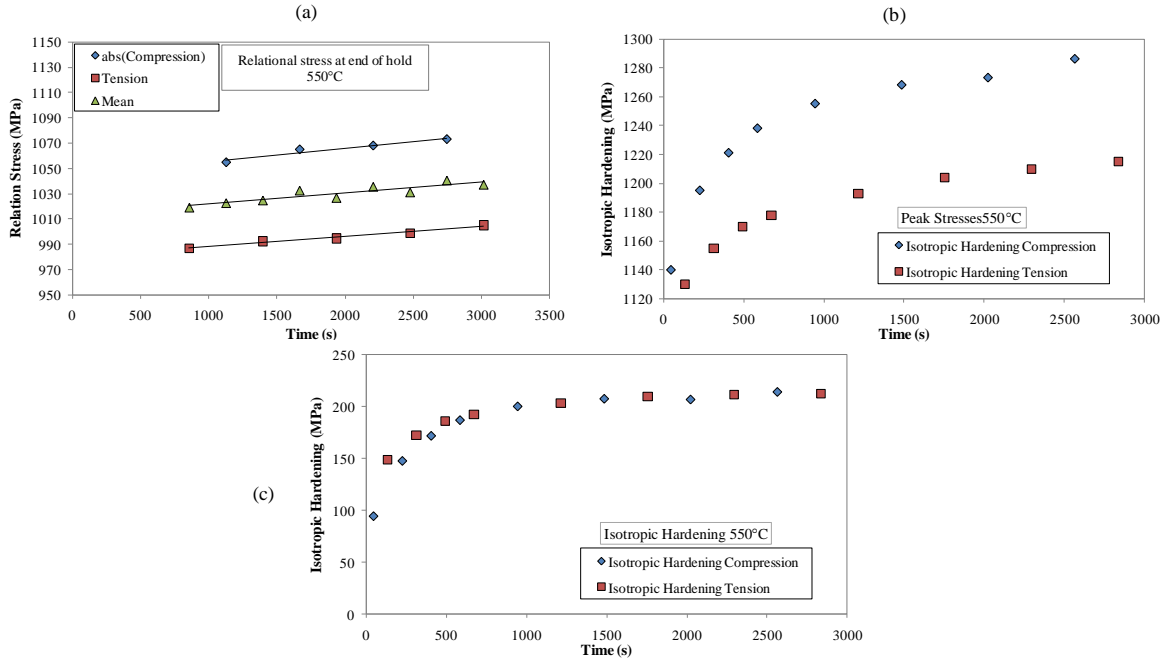 (a)
1150
1130
1110
1090
1070
1050
1030
1010
990
970
950
Relation Stress (MPa)
abs(Compression)
Tension
Mean
Relational stress at end of hold
550°C
0 500 1000 1500 2000 2500 3000 3500
Time (s)
(b)
1300
1280
1260
1240
1220
1200
1180
1160
1140
1120
Isotropic Hardening (MPa)
Peak Stresses550°C
Isotropic Hardening Compression
Isotropic Hardening Tension
0 500 1000 1500 2000 2500 3000
Time (s)
(c)
250
200
150
100
50
0
Isotropic Hardening (MPa)
Isotropic Hardening 550°C
Isotropic Hardening Compression
Isotropic Hardening Tension
0 500 1000 1500 2000 2500 3000
Time (s)